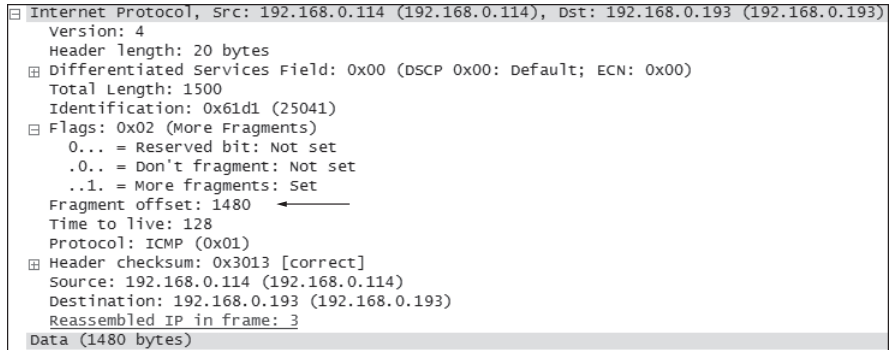 Internet Protocol, Src: 192.168.0.114 (192.168.0.114), Dst: 192.168.0.193 (192.168.0.193)
Version: 4
Header length: 20 bytes
Differentiated Services Field: 0x00 (DSCP 0x00: Default; ECN: 0x00)
Total Length: 1500
Identification: 0x61d1 (25041)
Flags: 0x02 (More Fragments)
0... = Reserved bit: Not set
.0.. = Don't fragment: Not set
..1. = More fragments: Set
Fragment offset: 1480
Time to live: 128
Protocol: ICMP (0x01)
Header checksum: 0x3013 [correct]
Source: 192.168.0.114 (192.168.0.114)
Destination: 192.168.0.193 (192.168.0.193)
Reassembled IP in frame: 3
Data (1480 bytes)